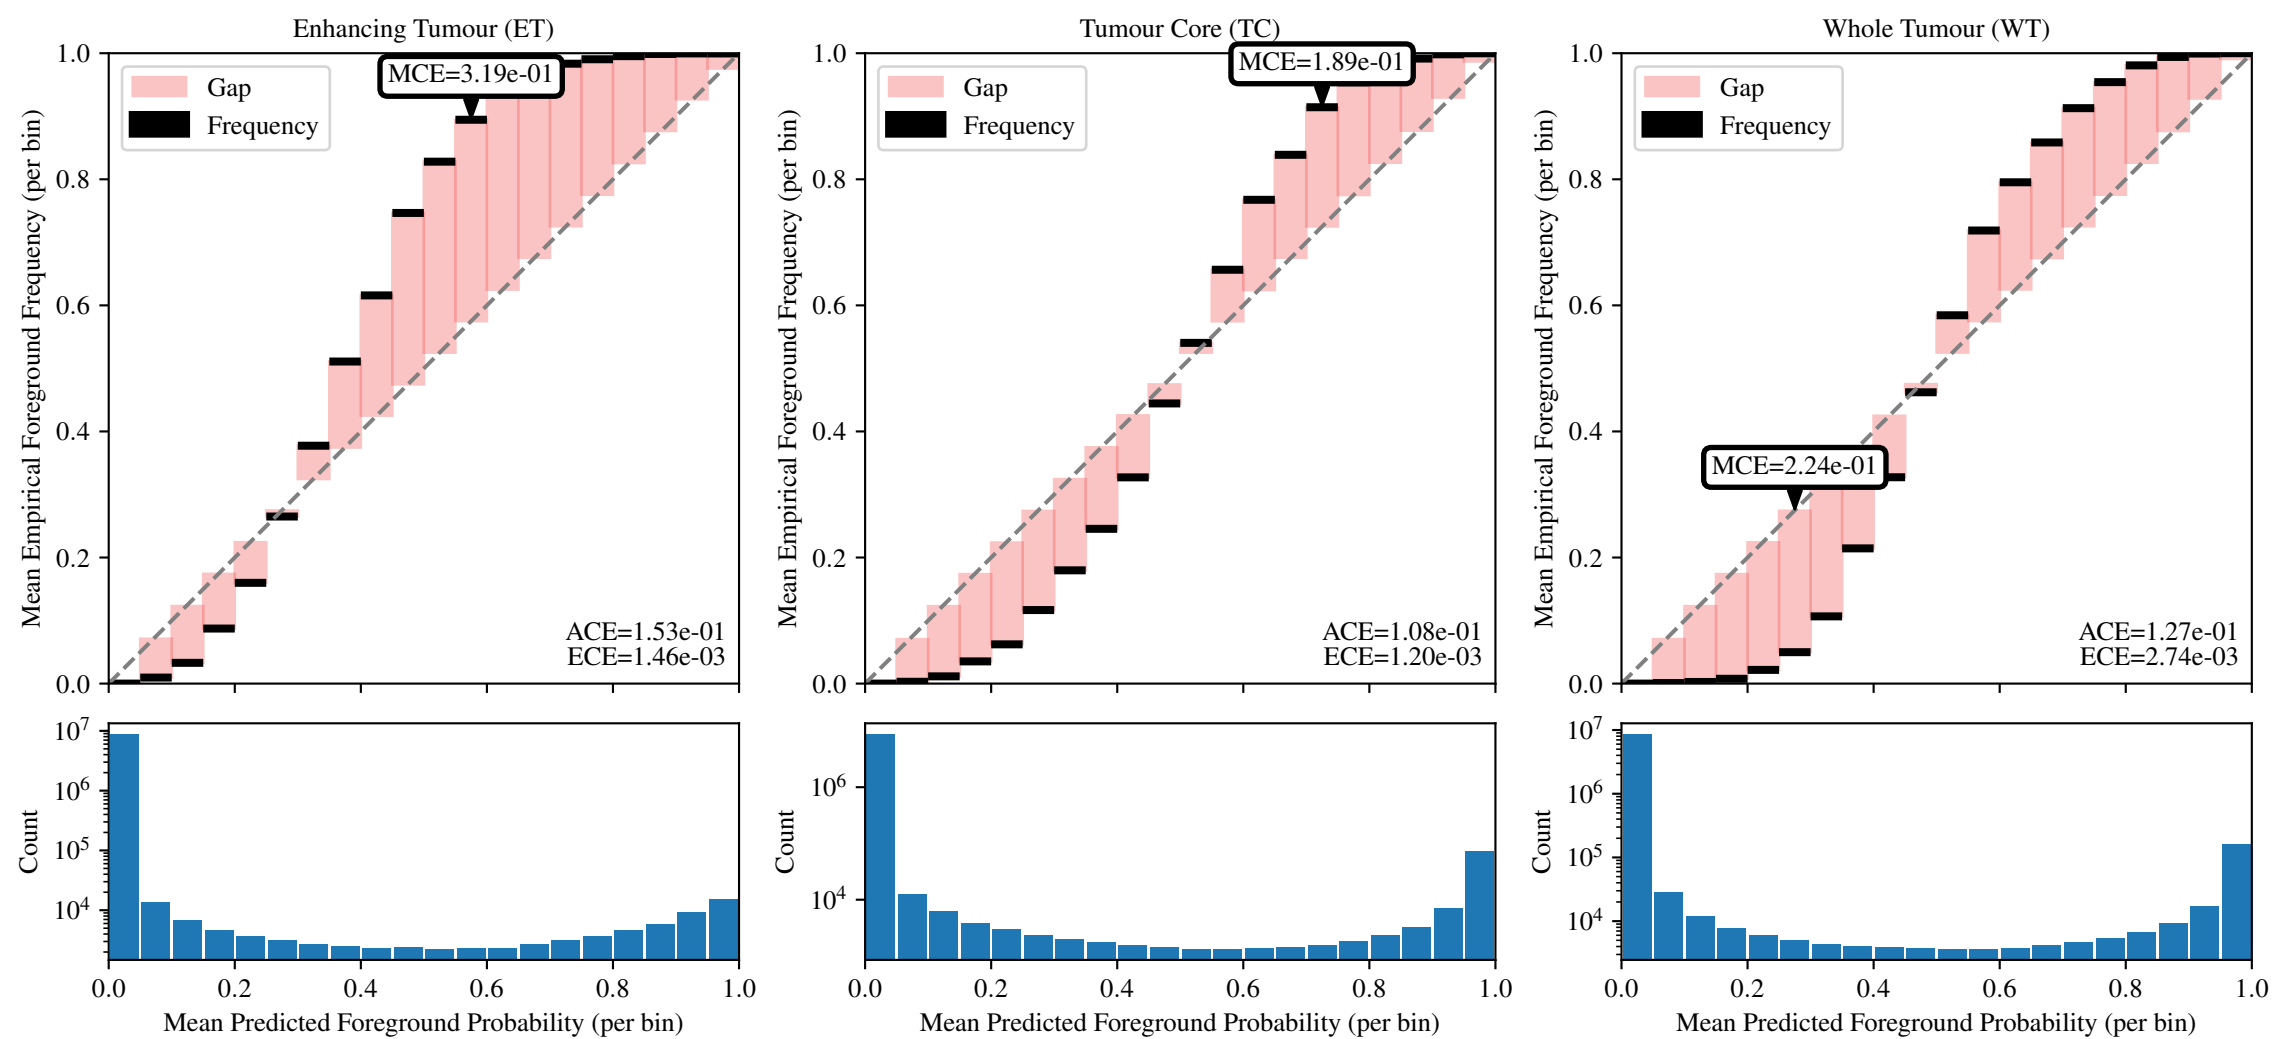 Enhancing Tumour (ET)
Mean Empirical Foreground Frequency (per bin)
1.0
0.8
0.6
0.4
0.2
0.0
Gap
Frequency
MCE=3.19e-01
ACE=1.53e-01
ECE=1.46e-03
Count
10^7
10^6
10^5
10^4
0.0 0.2 0.4 0.6 0.8 1.0
Mean Predicted Foreground Probability (per bin)
Tumour Core (TC)
Mean Empirical Foreground Frequency (per bin)
1.0
0.8
0.6
0.4
0.2
0.0
Gap
Frequency
MCE=1.89e-01
ACE=1.08e-01
ECE=1.20e-03
Count
10^6
10^4
0.0 0.2 0.4 0.6 0.8 1.0
Mean Predicted Foreground Probability (per bin)
Whole Tumour (WT)
Mean Empirical Foreground Frequency (per bin)
1.0
0.8
0.6
0.4
0.2
0.0
Gap
Frequency
MCE=2.24e-01
ACE=1.27e-01
ECE=2.74e-03
Count
10^7
10^6
10^5
10^4
0.0 0.2 0.4 0.6 0.8 1.0
Mean Predicted Foreground Probability (per bin)